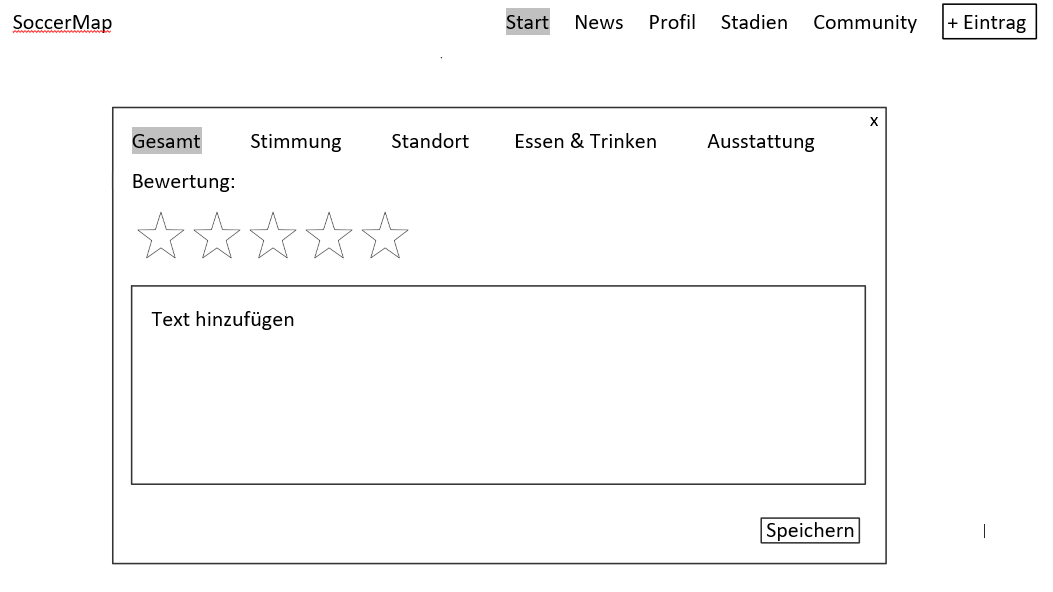 SoccerMap Start News Profil Stadien Community + Eintrag
x
Gesamt Stimmung Standort Essen & Trinken Ausstattung
Bewertung:
Text hinzufügen
Speichern